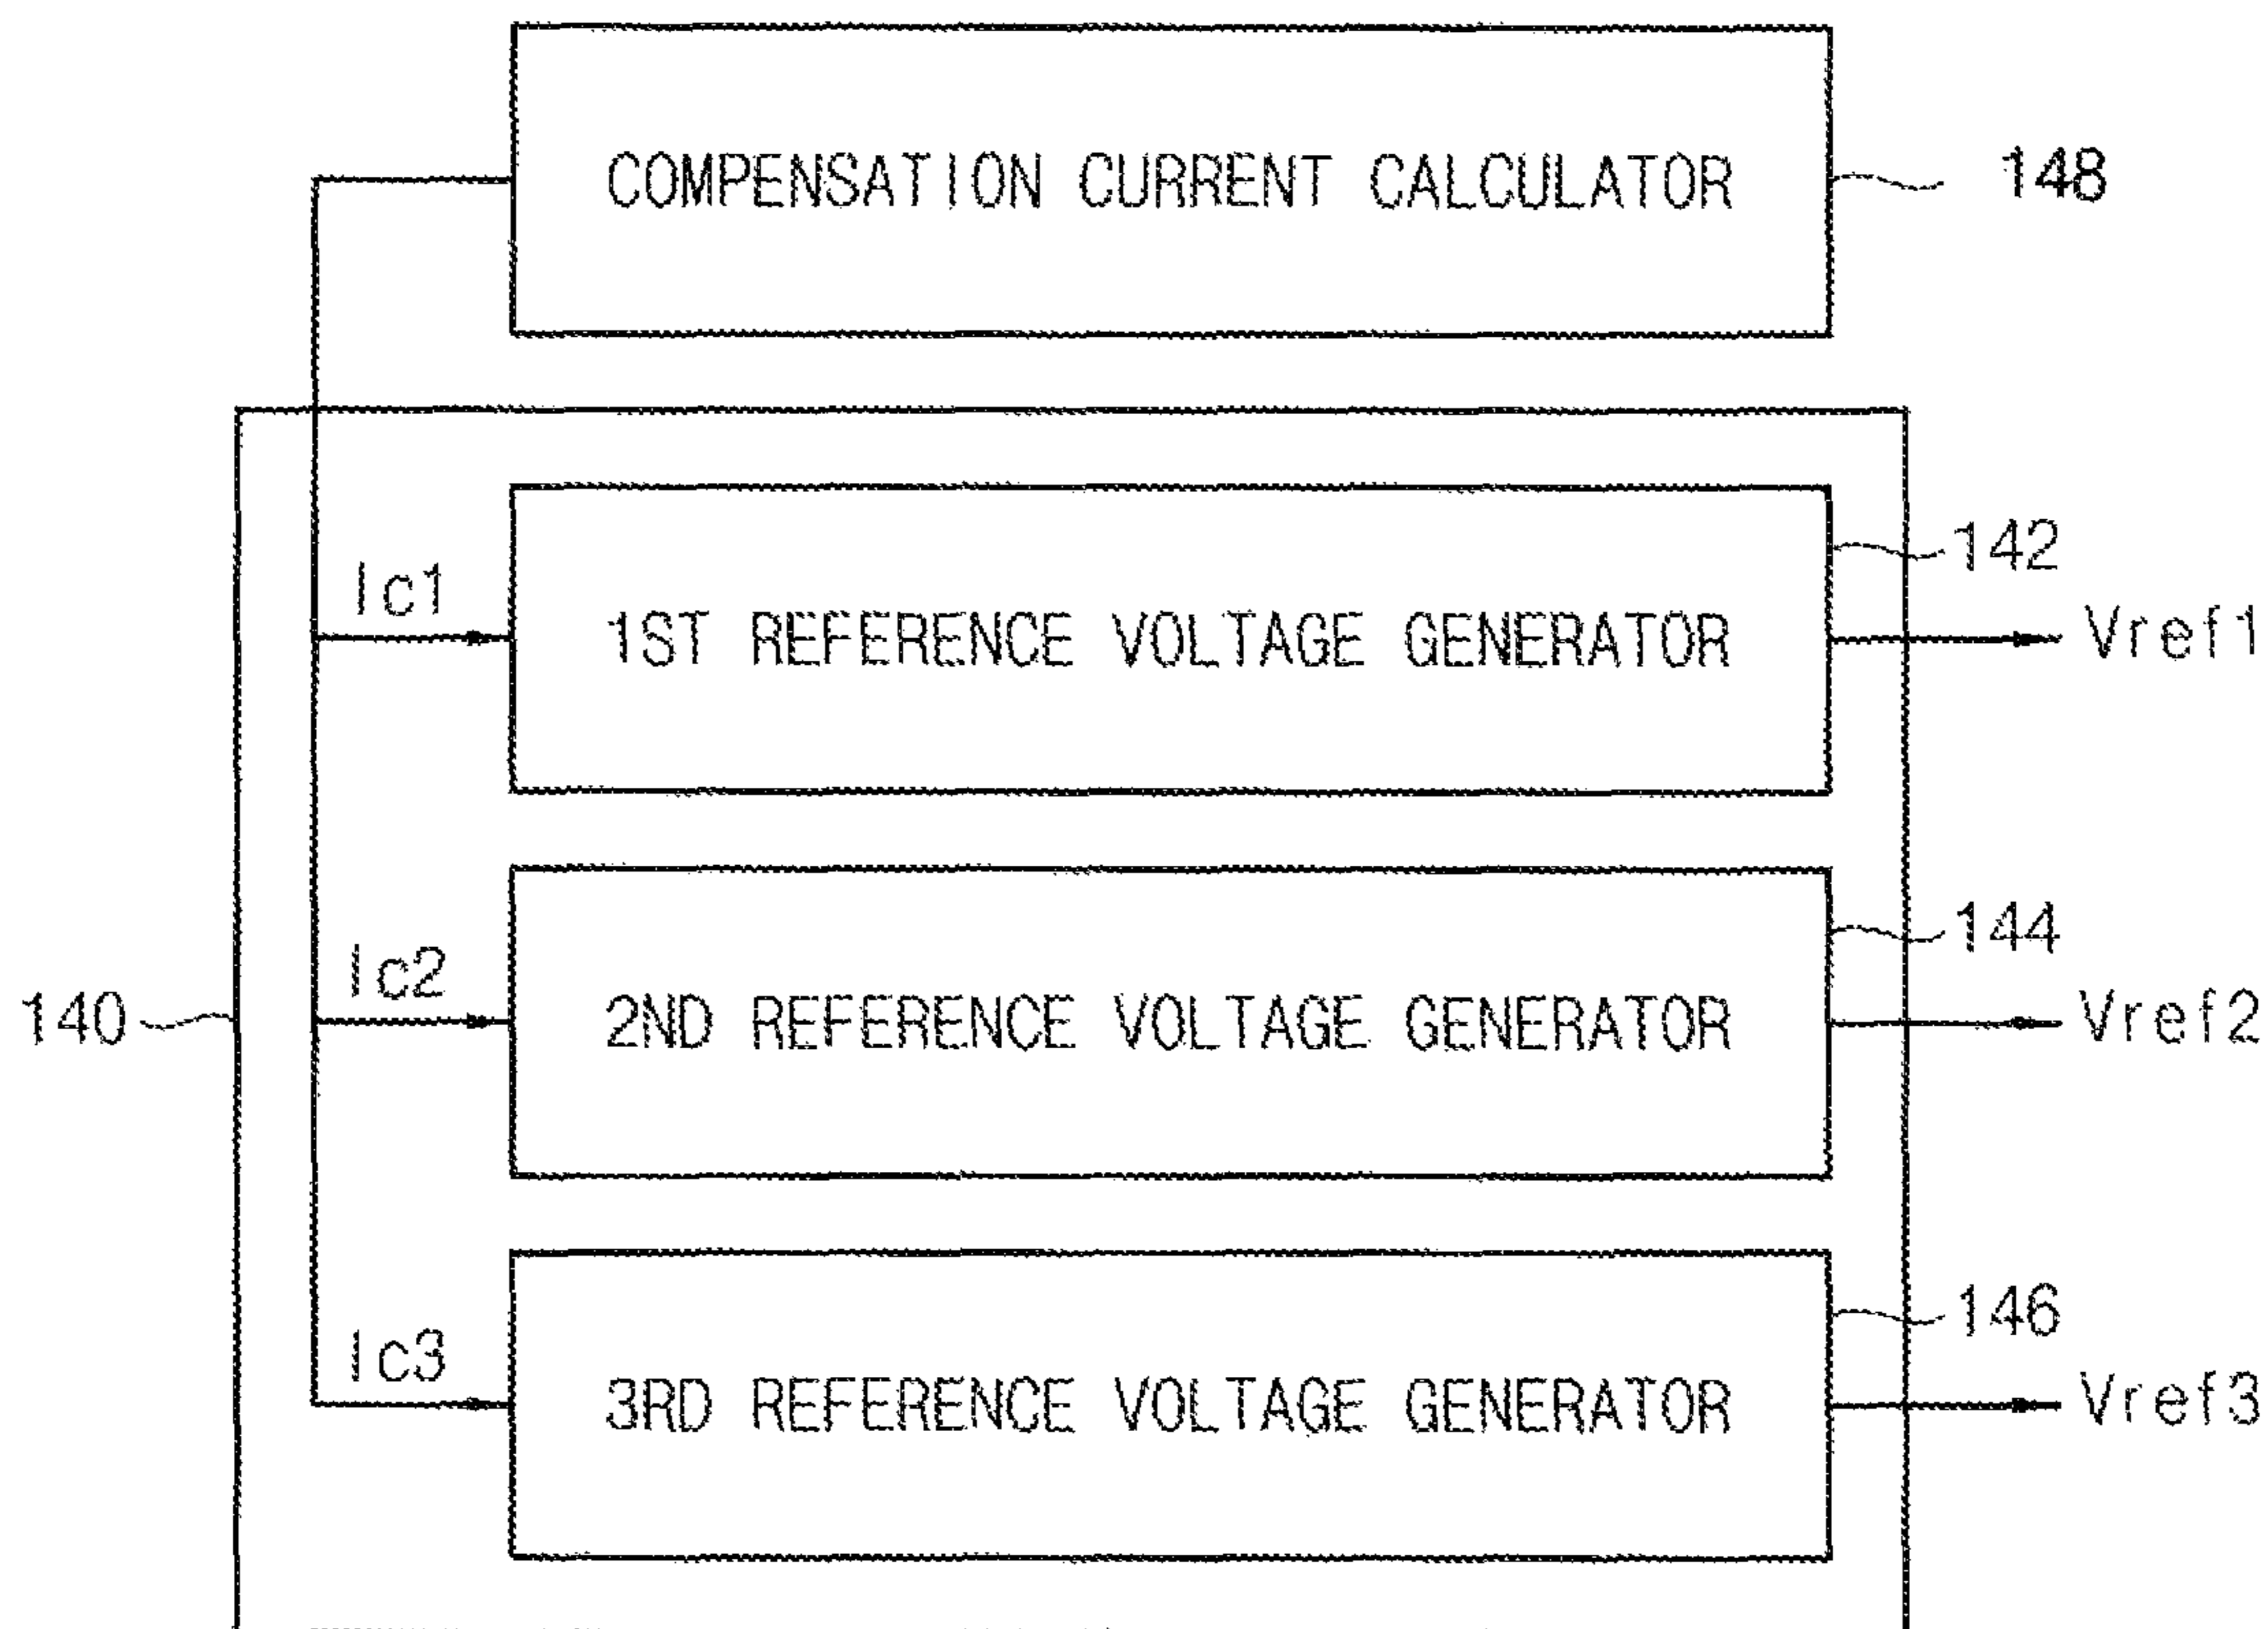 COMPENSATION CURRENT CALCULATOR
148
142
Ic1
1ST REFERENCE VOLTAGE GENERATOR
Vref1
144
Ic2
140
2ND REFERENCE VOLTAGE GENERATOR
Vref2
146
Ic3
3RD REFERENCE VOLTAGE GENERATOR
Vref3